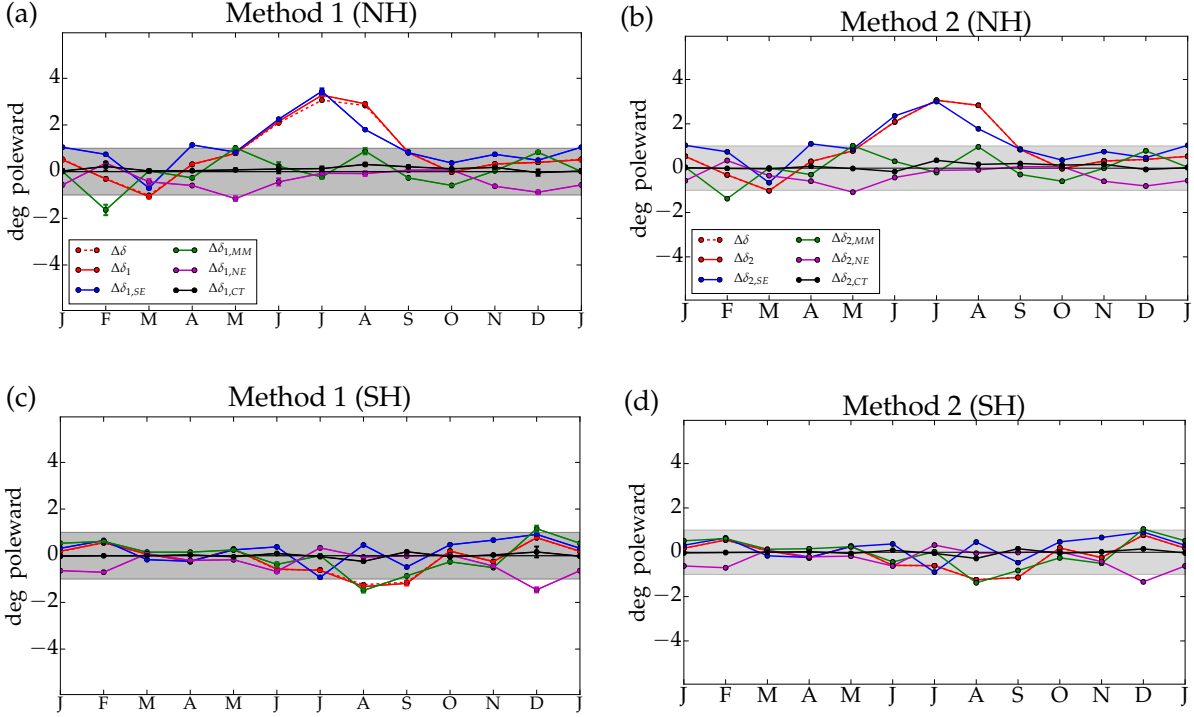 (a) Method 1 (NH)
deg poleward
4
2
0
−2
−4
Δδ
Δδ1
Δδ1,SE
Δδ1,MM
Δδ1,NE
Δδ1,CT
J F M A M J J A S O N D J
(b) Method 2 (NH)
deg poleward
4
2
0
−2
−4
Δδ
Δδ2
Δδ2,SE
Δδ2,MM
Δδ2,NE
Δδ2,CT
J F M A M J J A S O N D J
(c) Method 1 (SH)
deg poleward
4
2
0
−2
−4
J F M A M J J A S O N D J
(d) Method 2 (SH)
deg poleward
4
2
0
−2
−4
J F M A M J J A S O N D J